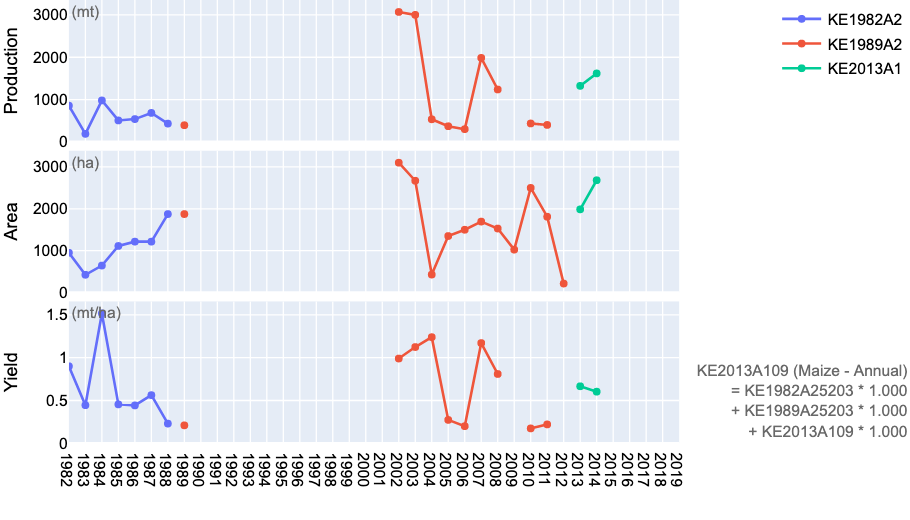 Production
(mt)
3000
2000
1000
0
KE1982A2
KE1989A2
KE2013A1
Area
(ha)
3000
2000
1000
0
Yield
(mt/ha)
1.5
1
0.5
0
1982 1983 1984 1985 1986 1987 1988 1989 1990 1991 1992 1993 1994 1995 1996 1997 1998 1999 2000 2001 2002 2003 2004 2005 2006 2007 2008 2009 2010 2011 2012 2013 2014 2015 2016 2017 2018 2019
KE2013A109 (Maize - Annual)
= KE1982A25203 * 1.000
+ KE1989A25203 * 1.000
+ KE2013A109 * 1.000